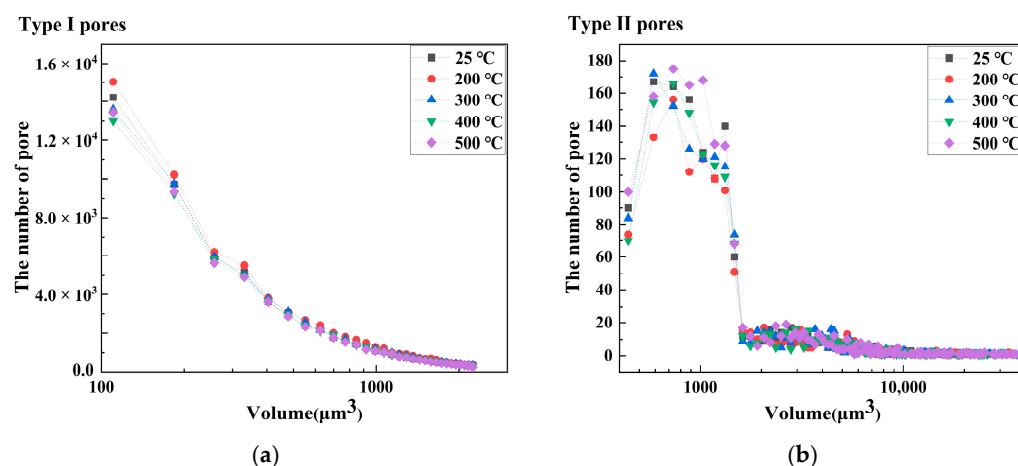 Type I pores
Type II pores
The number of pore
1.6 × 10⁴
1.2 × 10⁴
8.0 × 10³
4.0 × 10³
0.0
100
1000
Volume(μm³)
25 ℃
200 ℃
300 ℃
400 ℃
500 ℃
(a)
The number of pore
180
160
140
120
100
80
60
40
20
0
1000
10,000
Volume(μm³)
25 ℃
200 ℃
300 ℃
400 ℃
500 ℃
(b)